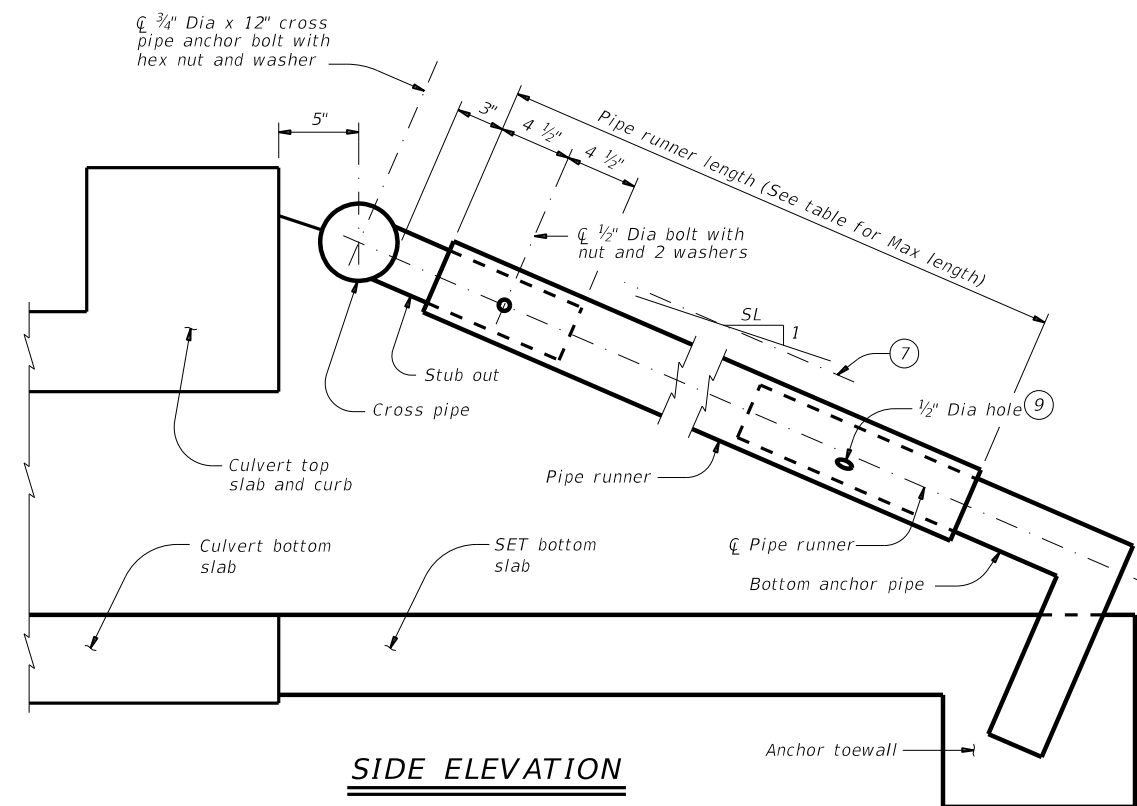 ℄ ¾" Dia x 12" cross
pipe anchor bolt with
hex nut and washer
5"
3"
4 ½"
4 ½"
Pipe runner length (See table for Max length)
℄ ½" Dia bolt with
nut and 2 washers
SL
1
7
Stub out
Cross pipe
½" Dia hole 9
Culvert top
slab and curb
Pipe runner
Culvert bottom
slab
SET bottom
slab
℄ Pipe runner
Bottom anchor pipe
Anchor toewall
SIDE ELEVATION